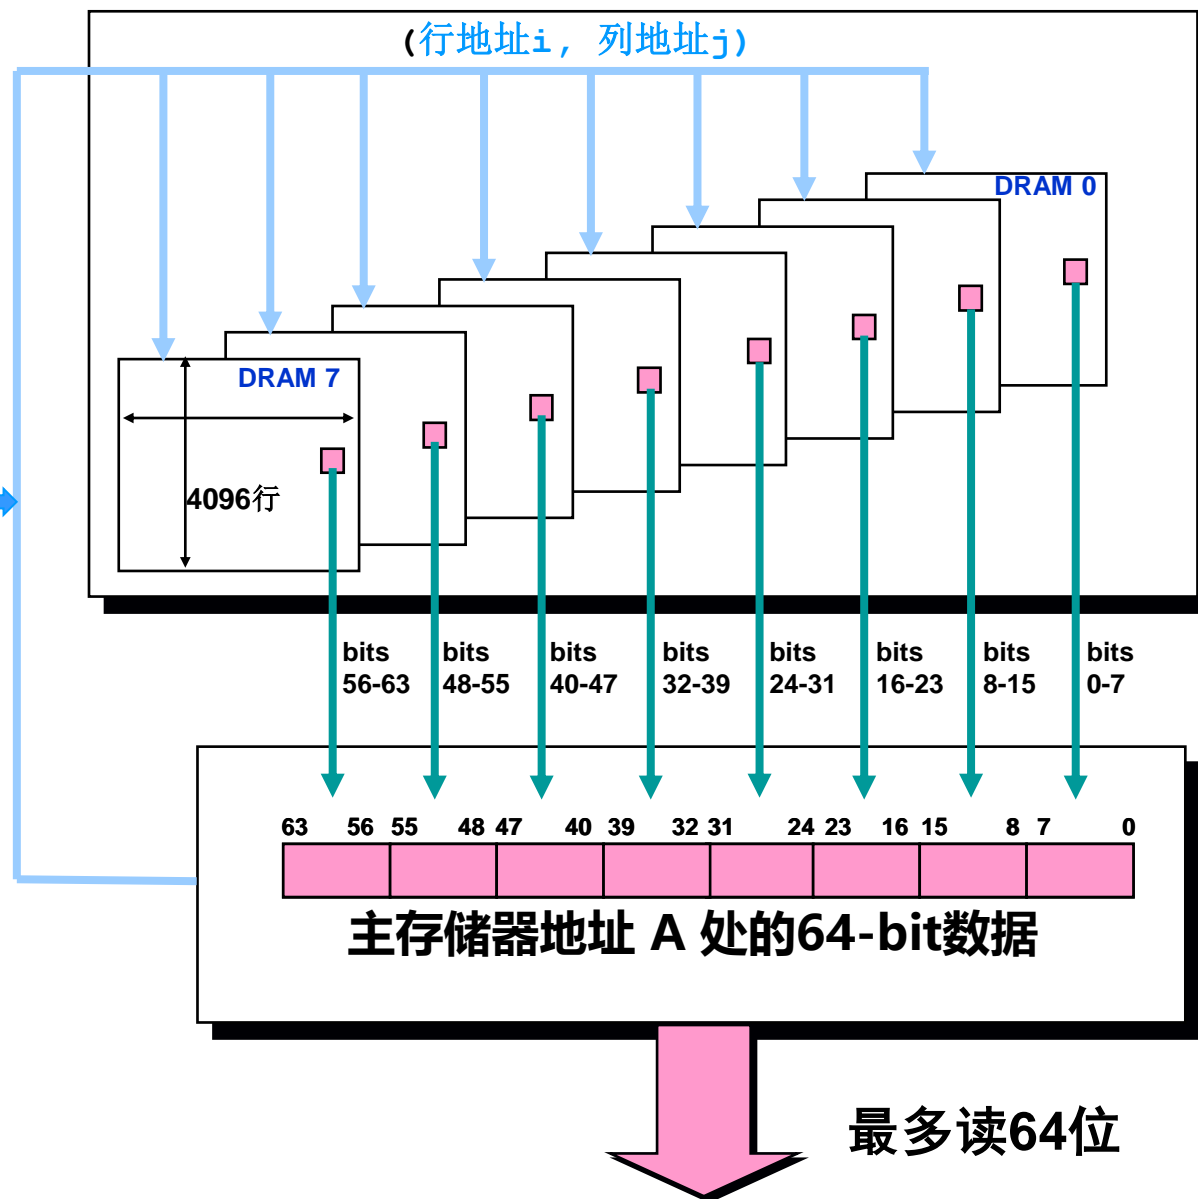 (行地址i, 列地址j)
DRAM 0
DRAM 7
4096行
bits
56-63
bits
48-55
bits
40-47
bits
32-39
bits
24-31
bits
16-23
bits
8-15
bits
0-7
63 56 55 48 47 40 39 32 31 24 23 16 15 8 7 0
主存储器地址 A 处的64-bit数据
最多读64位